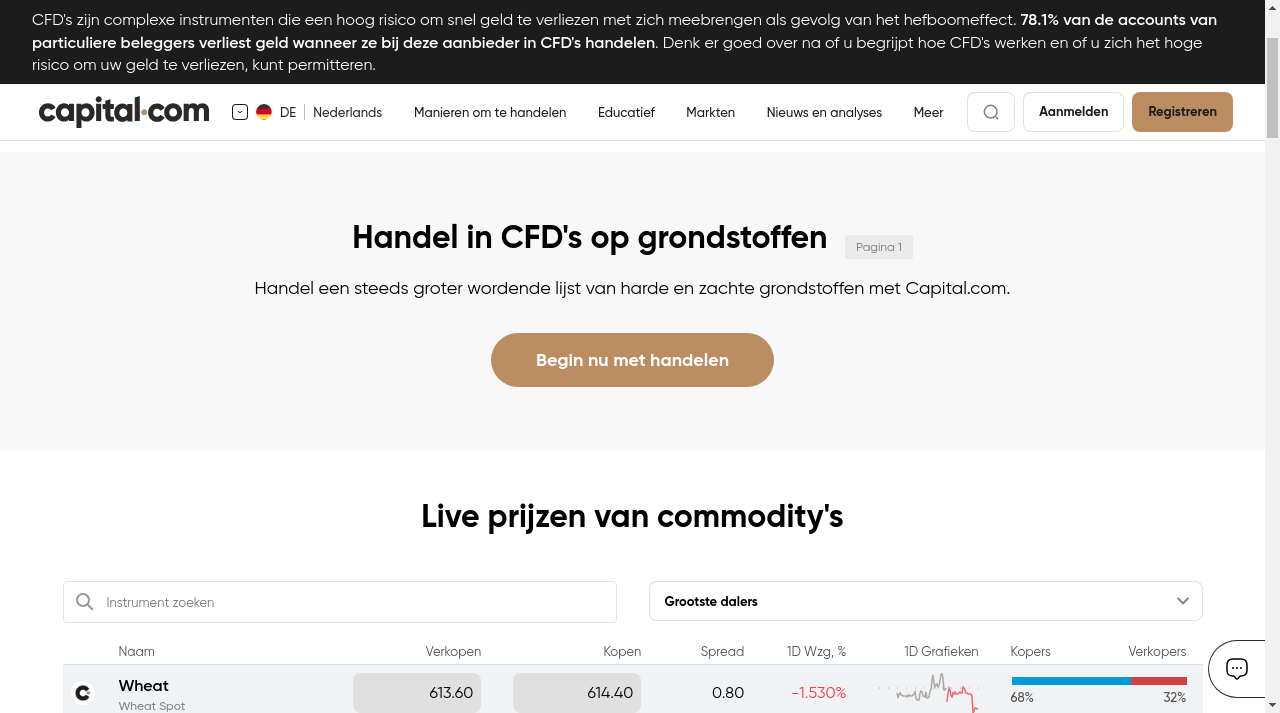 CFD's zijn complexe instrumenten die een hoog risico om snel geld te verliezen met zich meebrengen als gevolg van het hefboomeffect. 78.1% van de accounts van
particuliere beleggers verliest geld wanneer ze bij deze aanbieder in CFD's handelen. Denk er goed over na of u begrijpt hoe CFD's werken en of u zich het hoge
risico om uw geld te verliezen, kunt permitteren.
capital.com DE Nederlands Manieren om te handelen Educatief Markten Nieuws en analyses Meer Aanmelden Registreren
Handel in CFD's op grondstoffen Pagina 1
Handel een steeds groter wordende lijst van harde en zachte grondstoffen met Capital.com.
Begin nu met handelen
Live prijzen van commodity's
Instrument zoeken Grootste dalers
Naam Verkopen Kopen Spread 1D Wzg, % 1D Grafieken Kopers Verkopers
Wheat 613.60 614.40 0.80 -1.530%
Wheat Spot 68% 32%